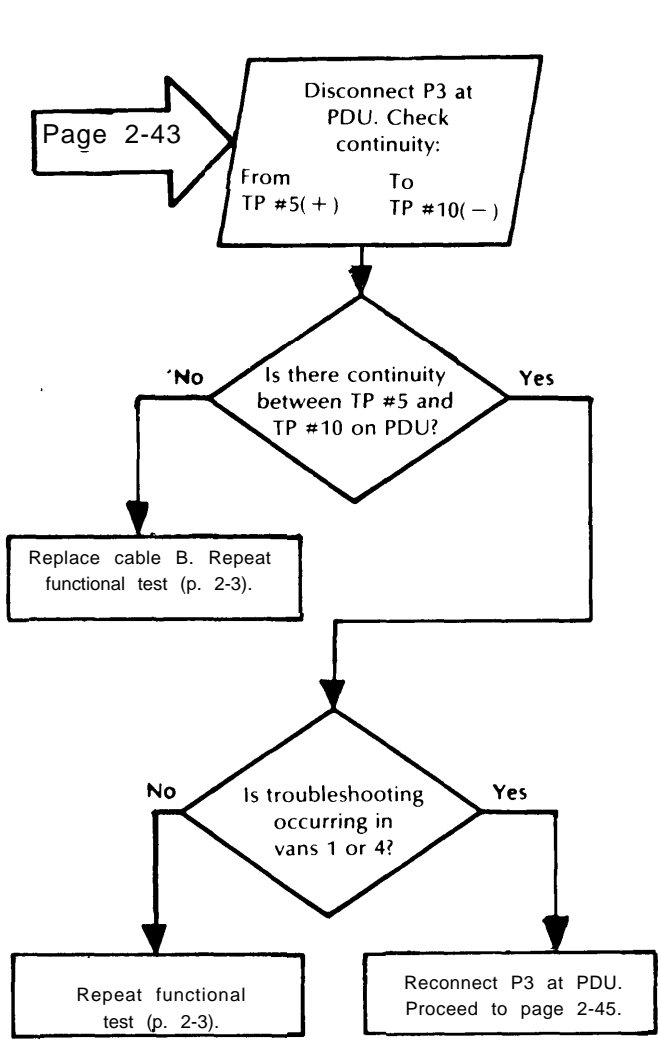 Page 2-43
Disconnect P3 at
PDU. Check
continuity:
From To
TP #5(+) TP #10(−)
Is there continuity
between TP #5 and
TP #10 on PDU?
No
Yes
Replace cable B. Repeat
functional test (p. 2-3).
Is troubleshooting
occurring in
vans 1 or 4?
No
Yes
Repeat functional
test (p. 2-3).
Reconnect P3 at PDU.
Proceed to page 2-45.